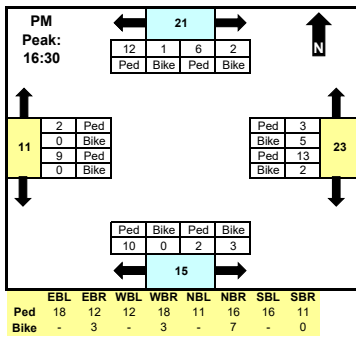 PM
Peak:
16:30
21
12 1 6 2
Ped Bike Ped Bike
N
11
2 Ped
0 Bike
9 Ped
0 Bike
Ped 3
Bike 5
Ped 13
Bike 2
23
Ped Bike Ped Bike
10 0 2 3
15
EBL EBR WBL WBR NBL NBR SBL SBR
Ped 18 12 12 18 11 16 16 11
Bike - 3 - 3 - 7 - 0